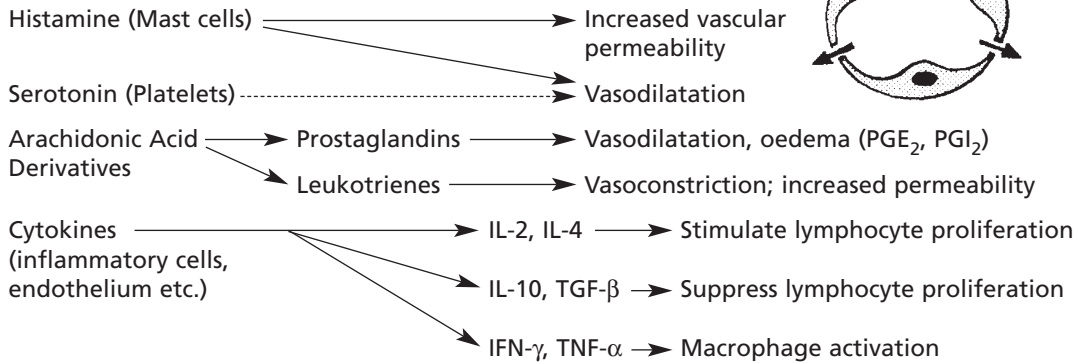 Histamine (Mast cells)
Increased vascular
permeability
Serotonin (Platelets)
Vasodilatation
Arachidonic Acid
Derivatives
Prostaglandins
Vasodilatation, oedema (PGE₂, PGI₂)
Leukotrienes
Vasoconstriction; increased permeability
Cytokines
(inflammatory cells,
endothelium etc.)
IL-2, IL-4
Stimulate lymphocyte proliferation
IL-10, TGF-β
Suppress lymphocyte proliferation
IFN-γ, TNF-α
Macrophage activation